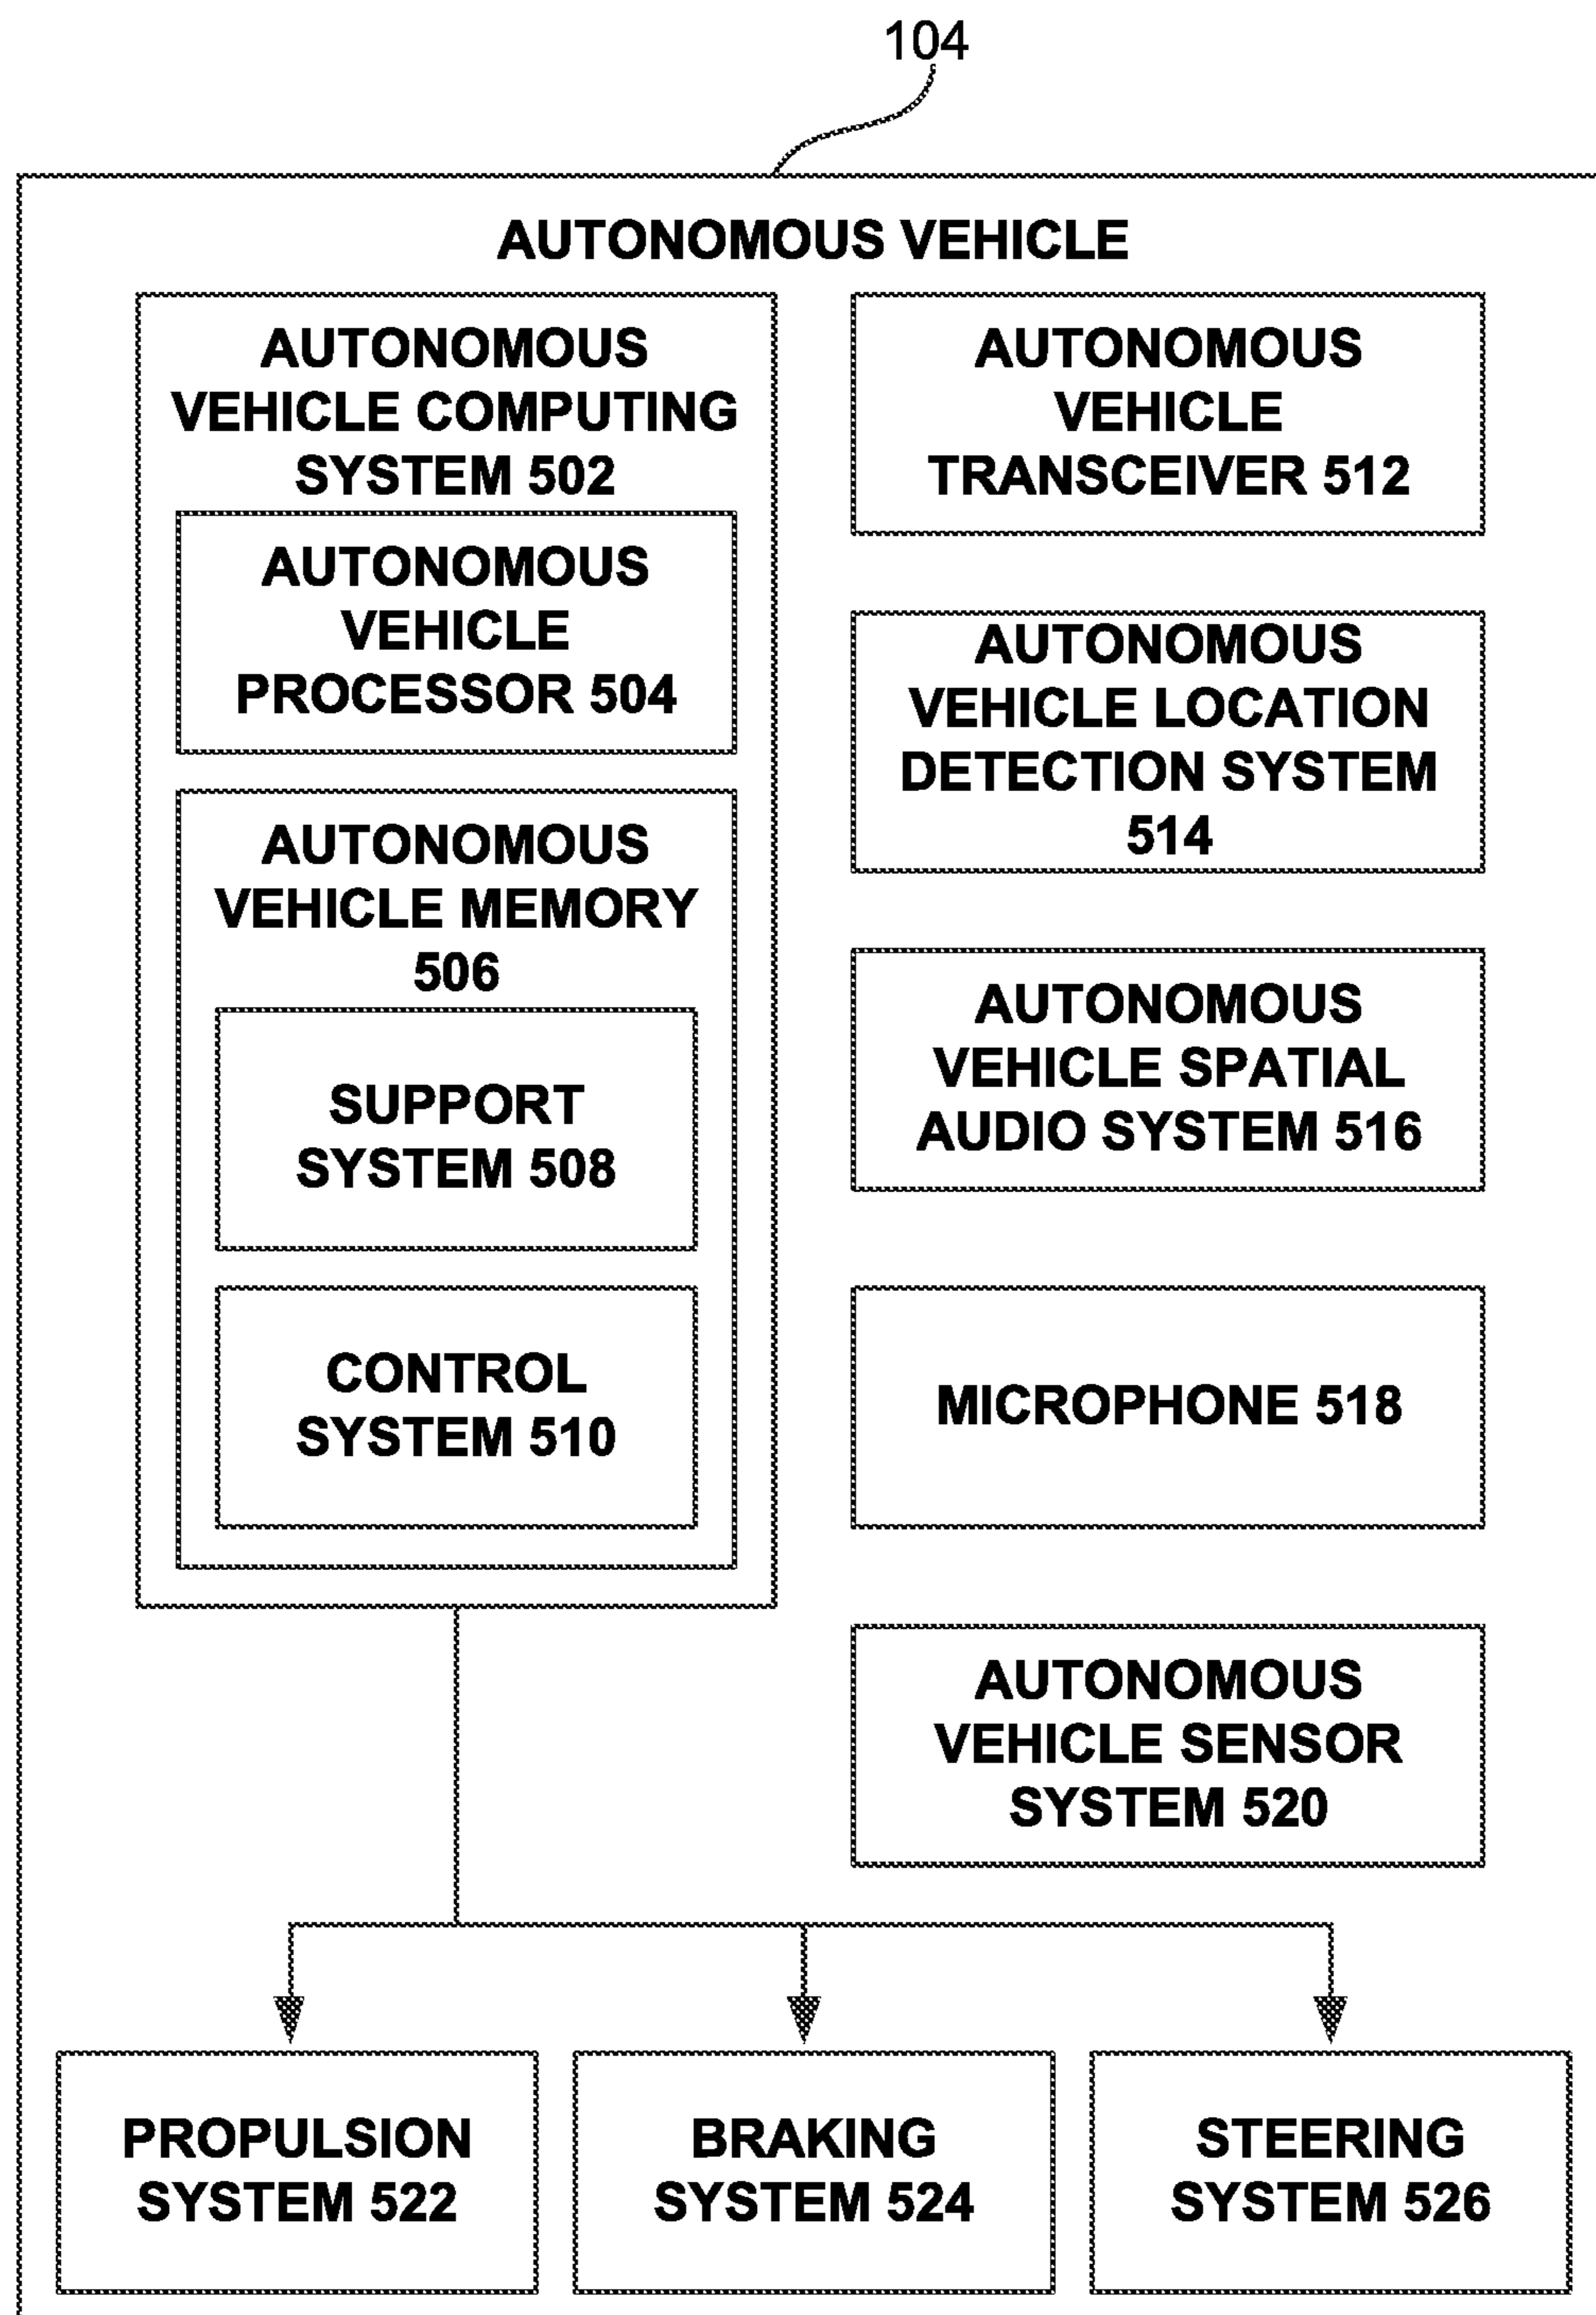 104
AUTONOMOUS VEHICLE
AUTONOMOUS
VEHICLE COMPUTING
SYSTEM 502
AUTONOMOUS
VEHICLE
PROCESSOR 504
AUTONOMOUS
VEHICLE MEMORY
506
SUPPORT
SYSTEM 508
CONTROL
SYSTEM 510
AUTONOMOUS
VEHICLE
TRANSCEIVER 512
AUTONOMOUS
VEHICLE LOCATION
DETECTION SYSTEM
514
AUTONOMOUS
VEHICLE SPATIAL
AUDIO SYSTEM 516
MICROPHONE 518
AUTONOMOUS
VEHICLE SENSOR
SYSTEM 520
PROPULSION
SYSTEM 522
BRAKING
SYSTEM 524
STEERING
SYSTEM 526